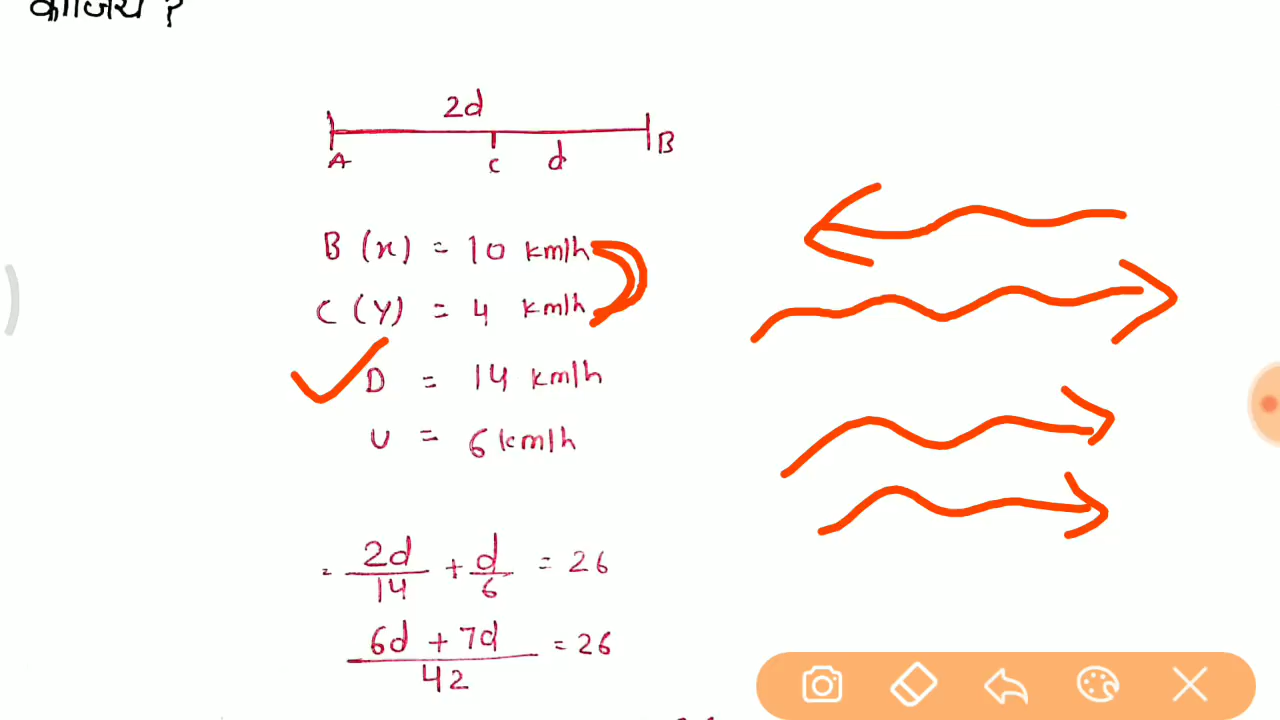 कीजिये ?
2d
A C d B
B (x) = 10 km/h
C (Y) = 4 km/h
D = 14 km/h
U = 6 km/h
= 2d/14 + d/6 = 26
6d + 7d/42 = 26